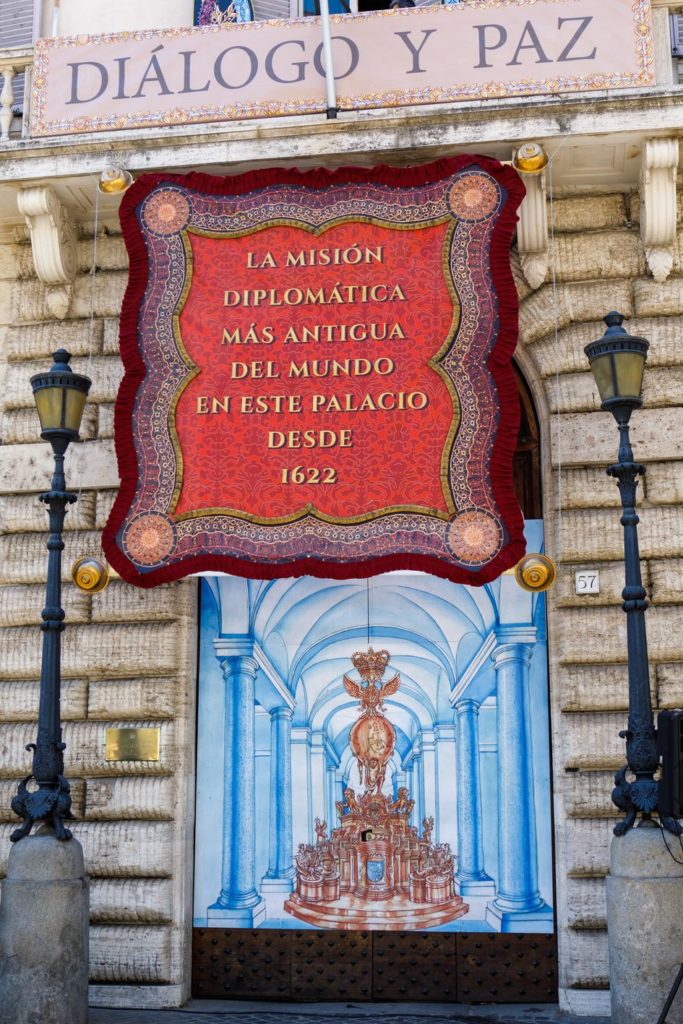 DIÁLOGO Y PAZ
LA MISIÓN
DIPLOMÁTICA
MÁS ANTIGUA
DEL MUNDO
EN ESTE PALACIO
DESDE
1622
57